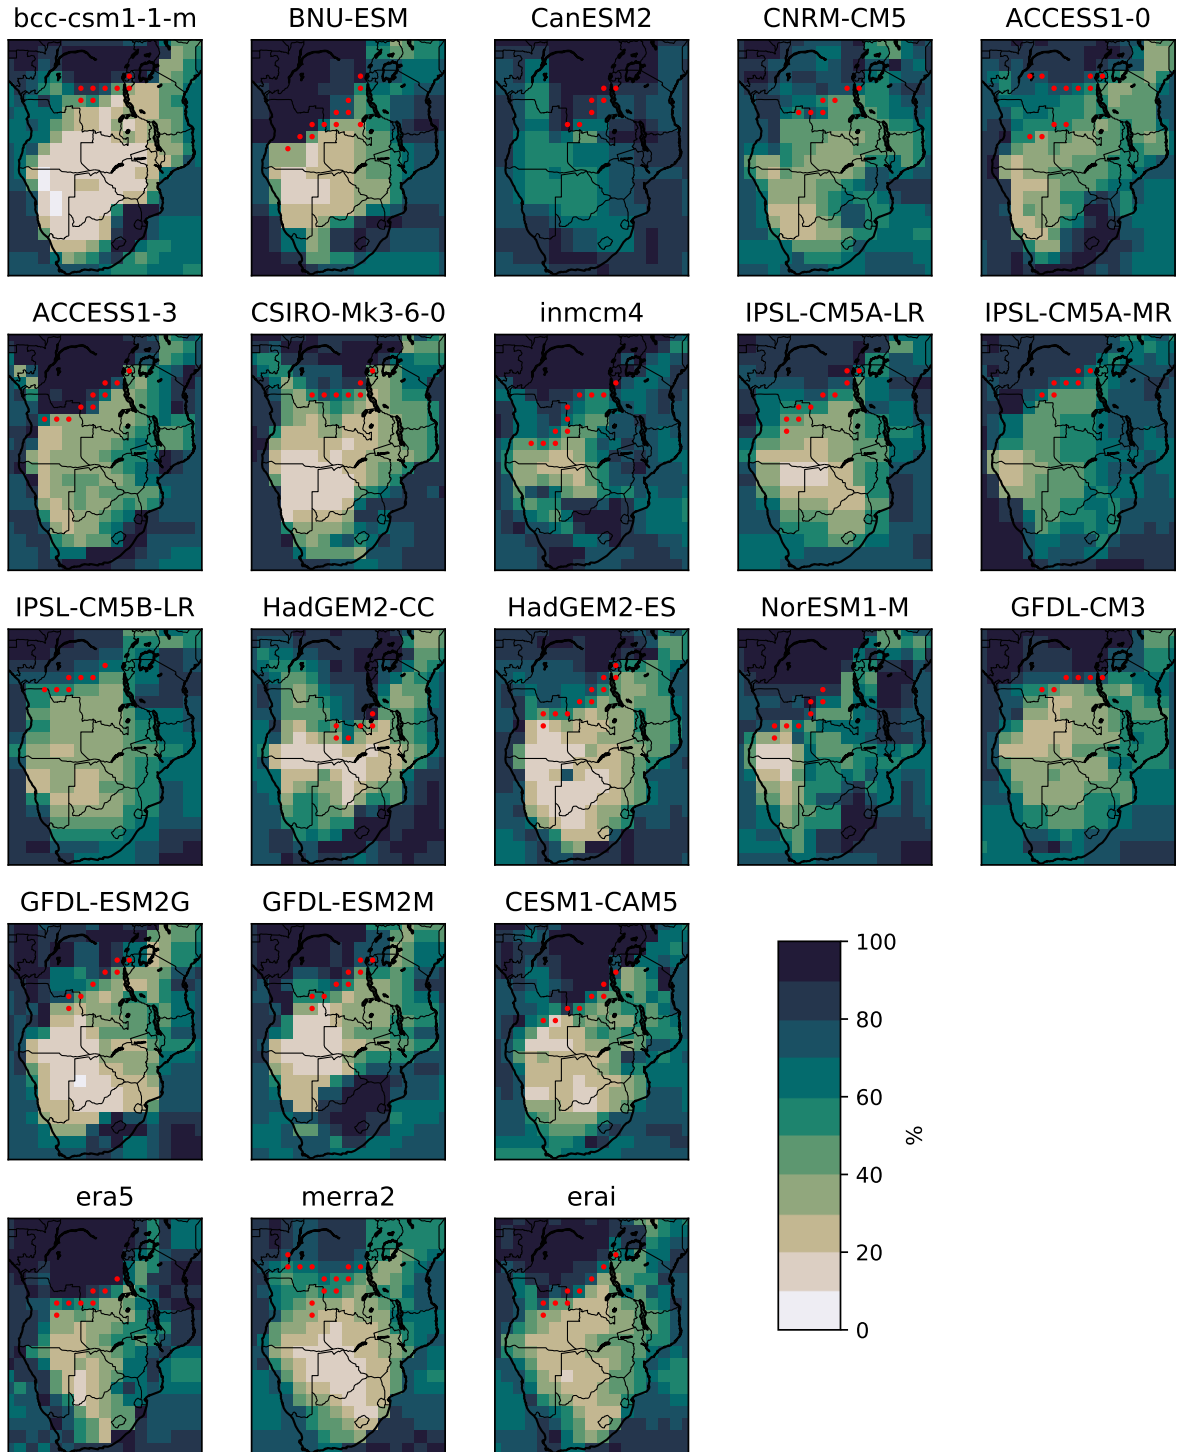 bcc-csm1-1-m BNU-ESM CanESM2 CNRM-CM5 ACCESS1-0
ACCESS1-3 CSIRO-Mk3-6-0 inmcm4 IPSL-CM5A-LR IPSL-CM5A-MR
IPSL-CM5B-LR HadGEM2-CC HadGEM2-ES NorESM1-M GFDL-CM3
GFDL-ESM2G GFDL-ESM2M CESM1-CAM5
100
80
60
%
40
20
0
era5 merra2 erai